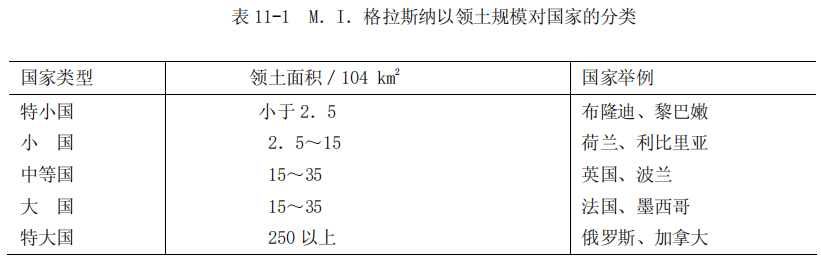 表 11-1 M. I. 格拉斯纳以领土规模对国家的分类
国家类型 领土面积/104 km² 国家举例
特小国 小于 2.5 布隆迪、黎巴嫩
小 国 2.5～15 荷兰、利比里亚
中等国 15～35 英国、波兰
大 国 15～35 法国、墨西哥
特大国 250 以上 俄罗斯、加拿大